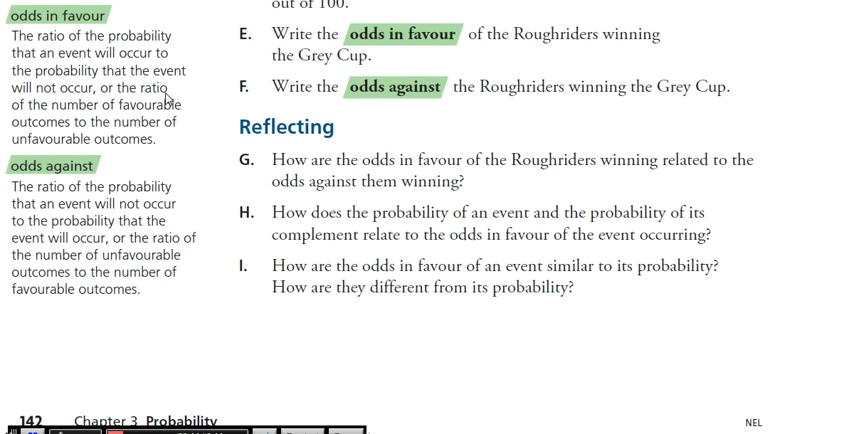 odds in favour
The ratio of the probability
that an event will occur to
the probability that the event
will not occur, or the ratio
of the number of favourable
outcomes to the number of
unfavourable outcomes.
odds against
The ratio of the probability
that an event will not occur
to the probability that the
event will occur, or the ratio of
the number of unfavourable
outcomes to the number of
favourable outcomes.
out of 100.
E. Write the odds in favour of the Roughriders winning
the Grey Cup.
F. Write the odds against the Roughriders winning the Grey Cup.
Reflecting
G. How are the odds in favour of the Roughriders winning related to the
odds against them winning?
H. How does the probability of an event and the probability of its
complement relate to the odds in favour of the event occurring?
I. How are the odds in favour of an event similar to its probability?
How are they different from its probability?
142 Chapter 3 Probability
NEL